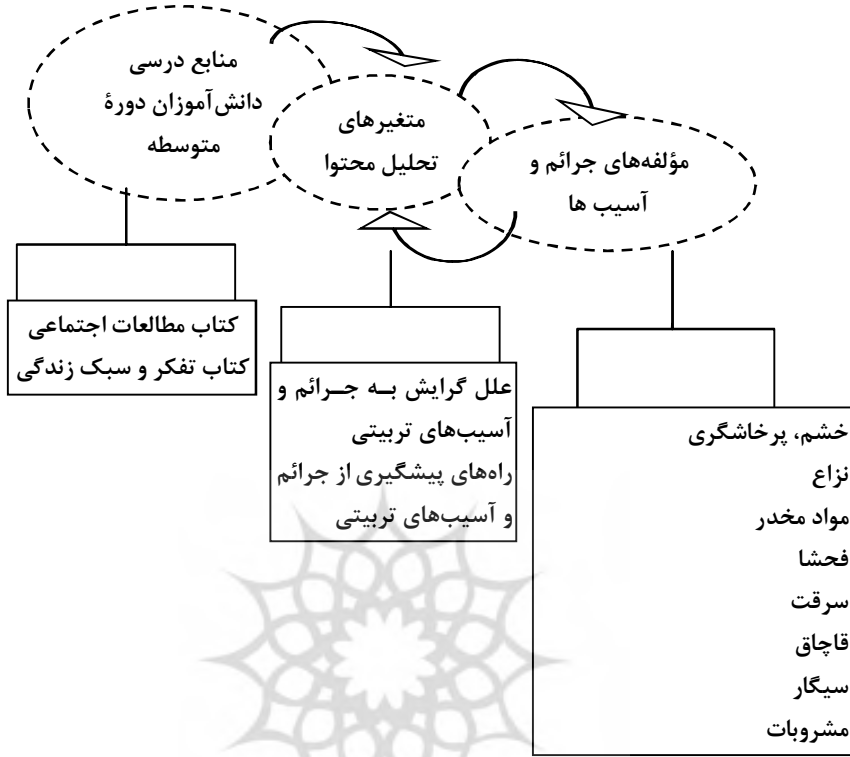 منابع درسی
دانش‌آموزان دورهٔ
متوسطه
متغیرهای
تحلیل محتوا
مؤلفه‌های جرائم و
آسیب ها
کتاب مطالعات اجتماعی
کتاب تفکر و سبک زندگی
علل گرایش بــه جــرائم و
آسیب‌های تربیتی
راه‌های پیشگیری از جرائم
و آسیب‌های تربیتی
خشم، پرخاشگری
نزاع
مواد مخدر
فحشا
سرقت
قاچاق
سیگار
مشروبات